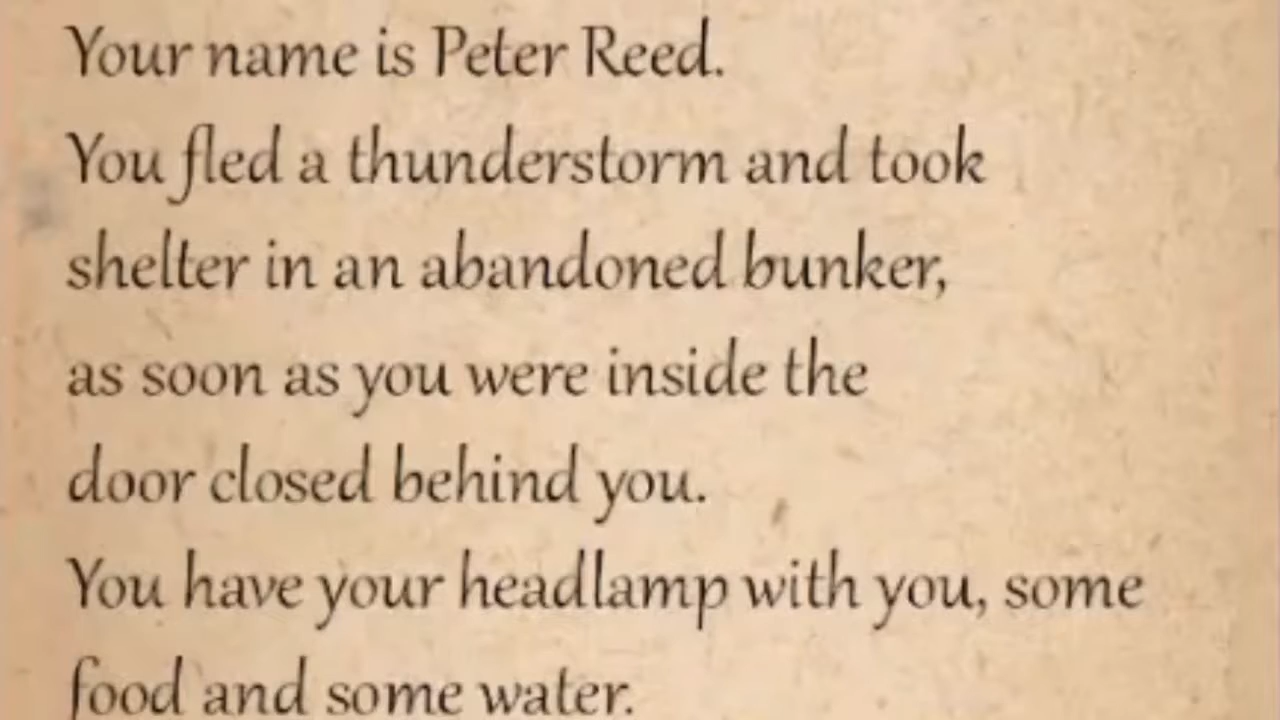 Your name is Peter Reed.
You fled a thunderstorm and took
shelter in an abandoned bunker,
as soon as you were inside the
door closed behind you.
You have your headlamp with you, some
food and some water.